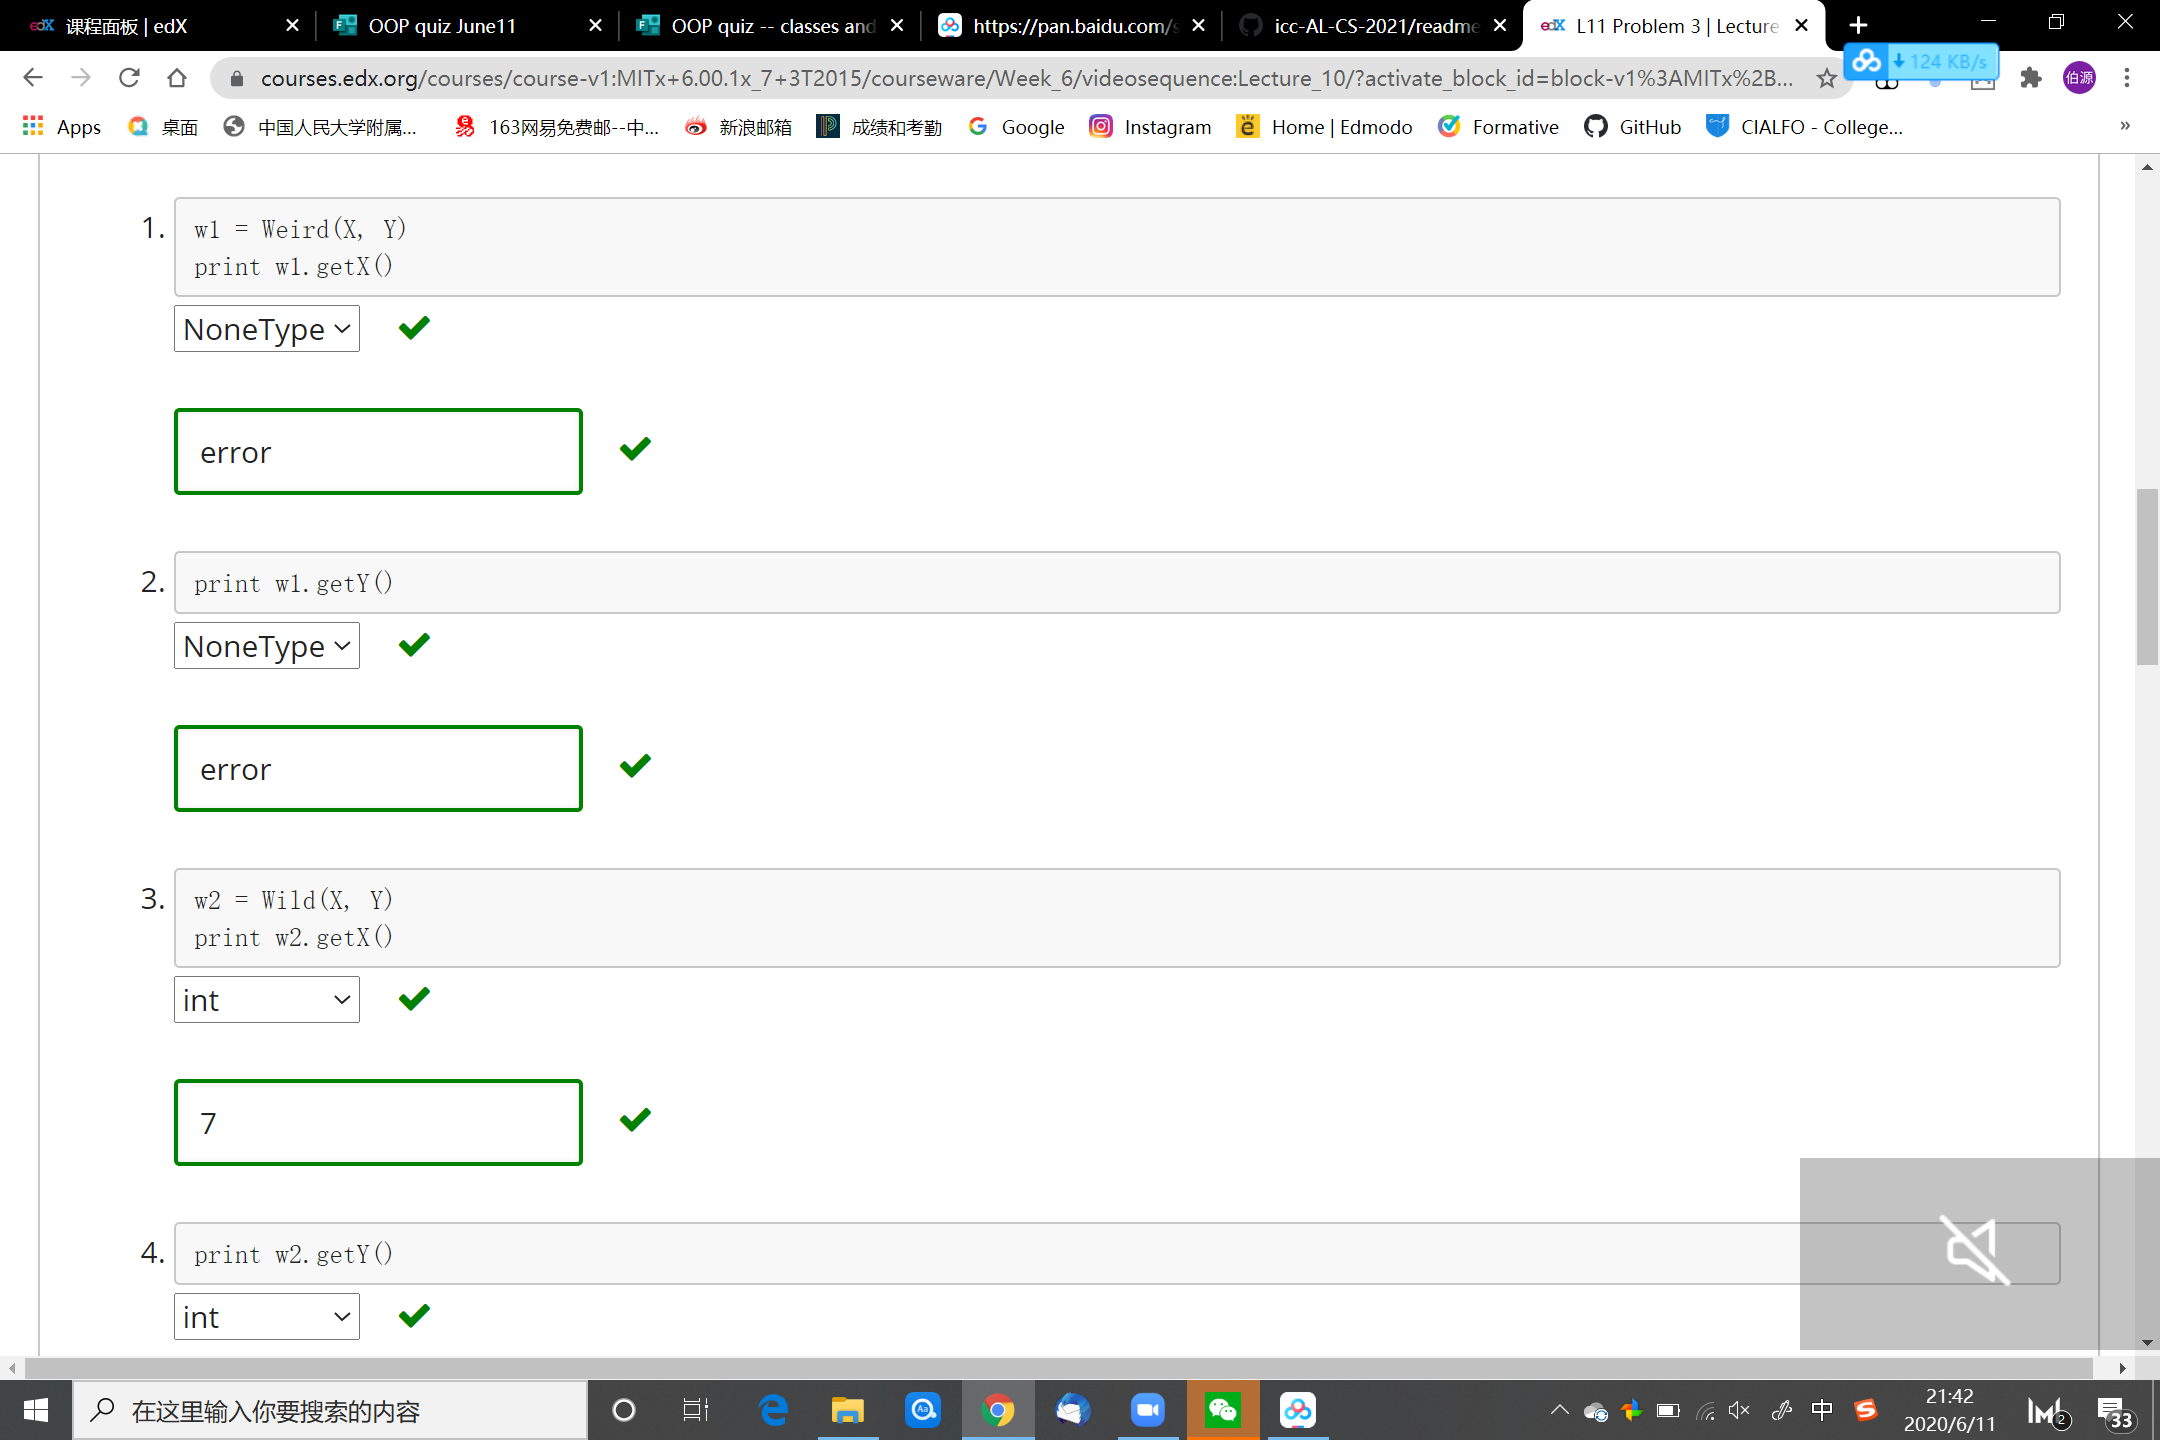 课程面板 | edX
OOP quiz June11
OOP quiz -- classes and
https://pan.baidu.com/s
icc-AL-CS-2021/readme
L11 Problem 3 | Lecture
courses.edx.org/courses/course-v1:MITx+6.00.1x_7+3T2015/courseware/Week_6/videosequence:Lecture_10/?activate_block_id=block-v1%3AMITx%2B...
124 KB/s
伯源
Apps
桌面
中国人民大学附属...
163网易免费邮--中...
新浪邮箱
成绩和考勤
Google
Instagram
Home | Edmodo
Formative
GitHub
CIALFO - College...
»
1.
w1 = Weird(X, Y)
print w1.getX()
NoneType
error
2.
print w1.getY()
NoneType
error
3.
w2 = Wild(X, Y)
print w2.getX()
int
7
4.
print w2.getY()
int
在这里输入你要搜索的内容
中
21:42
2020/6/11
2
33